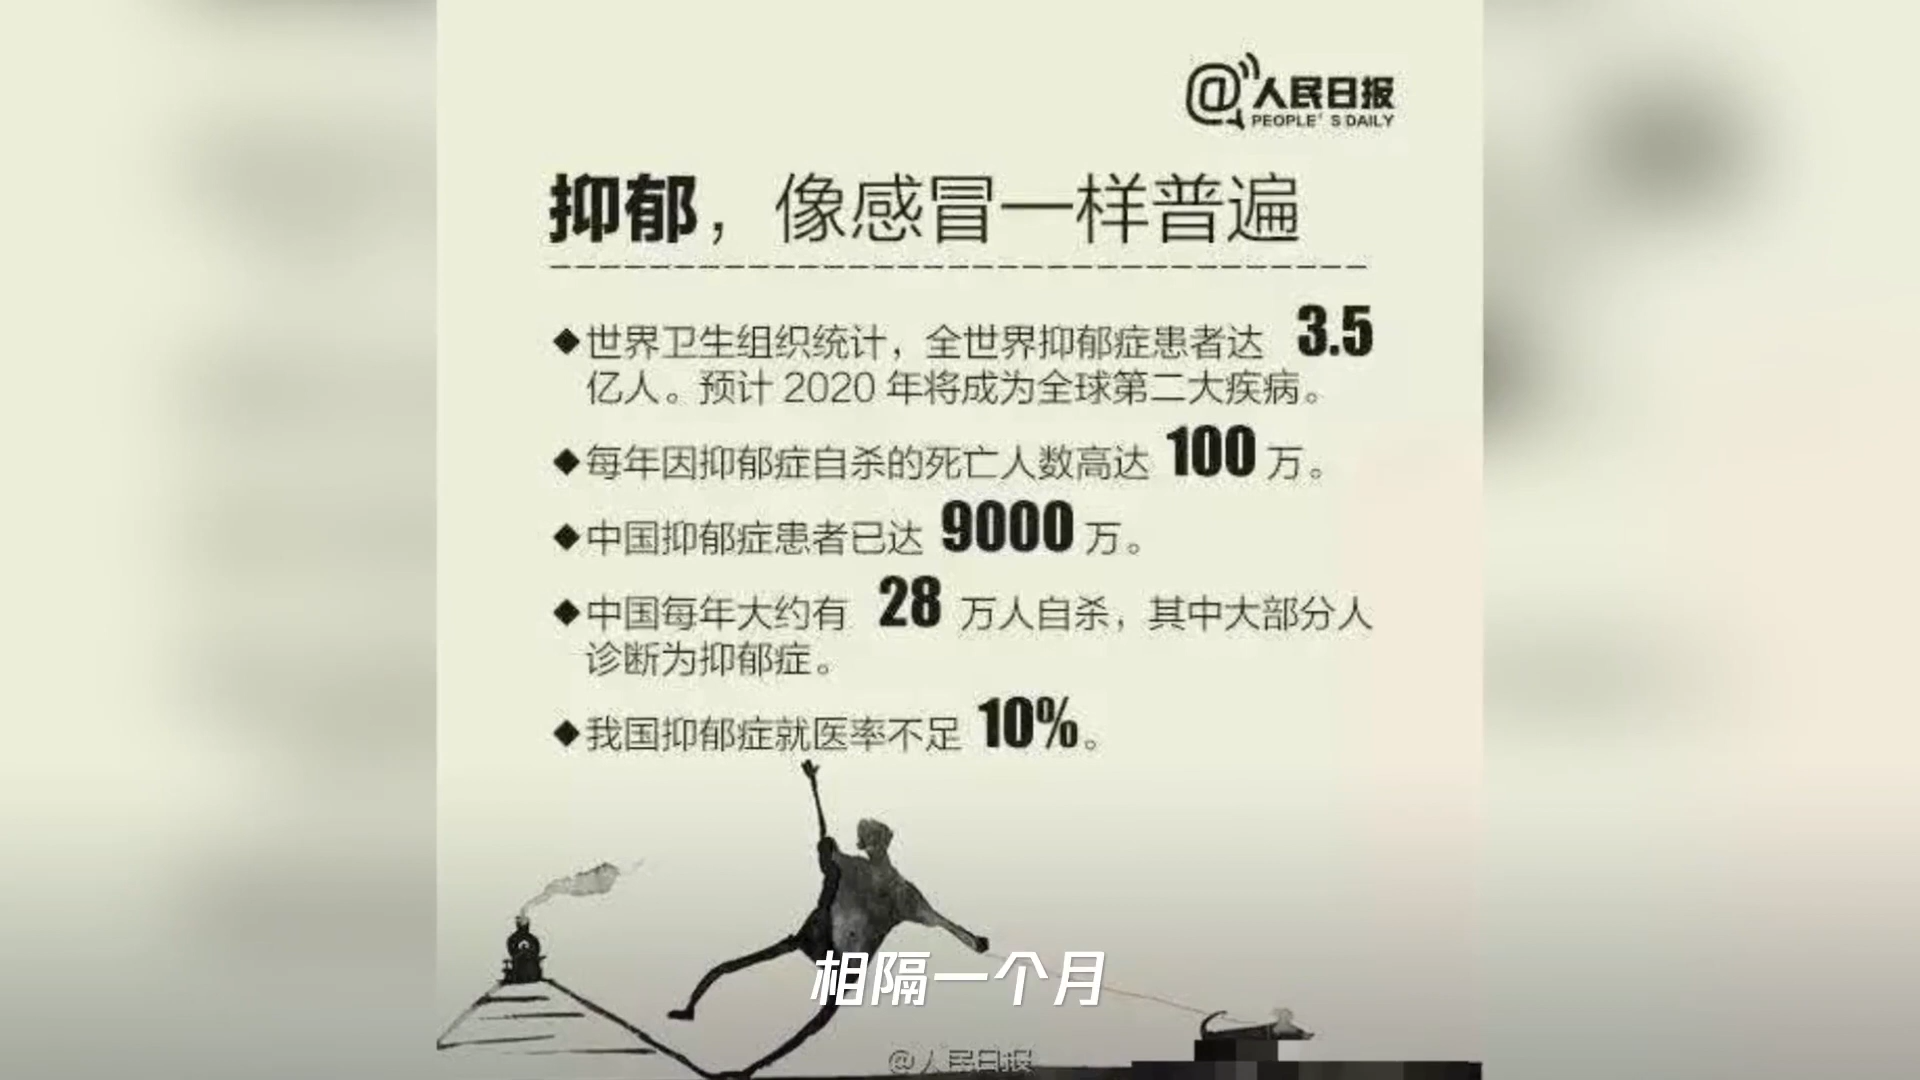 @人民日报
PEOPLE'S DAILY
抑郁，像感冒一样普遍
◆世界卫生组织统计，全世界抑郁症患者达 3.5
亿人。预计 2020 年将成为全球第二大疾病。
◆每年因抑郁症自杀的死亡人数高达 100 万。
◆中国抑郁症患者已达 9000 万。
◆中国每年大约有 28 万人自杀，其中大部分人
诊断为抑郁症。
◆我国抑郁症就医率不足 10%。
相隔一个月
@人民日报